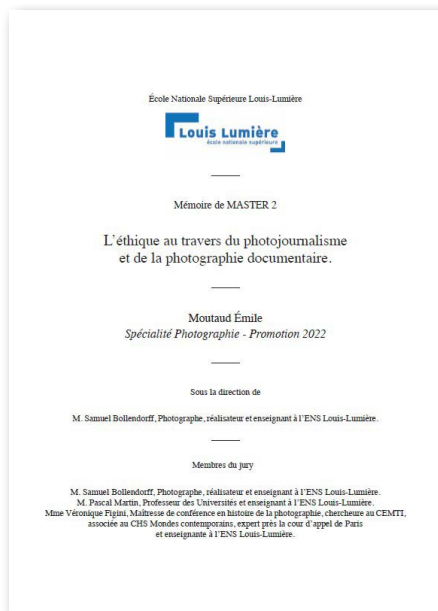 École Nationale Supérieure Louis-Lumière
Louis Lumière
école nationale supérieure
Mémoire de MASTER 2
L'éthique au travers du photojournalisme
et de la photographie documentaire.
Moutaud Émile
Spécialité Photographie - Promotion 2022
Sous la direction de
M. Samuel Bollendorff, Photographe, réalisateur et enseignant à l'ENS Louis-Lumière.
Membres du jury
M. Samuel Bollendorff, Photographe, réalisateur et enseignant à l'ENS Louis-Lumière.
M. Pascal Martin, Professeur des Universités et enseignant à l'ENS Louis-Lumière.
Mme Véronique Figini, Maîtresse de conférence en histoire de la photographie, chercheure au CEMTI,
associée au CHS Mondes contemporains, expert près la cour d'appel de Paris
et enseignante à l'ENS Louis-Lumière.